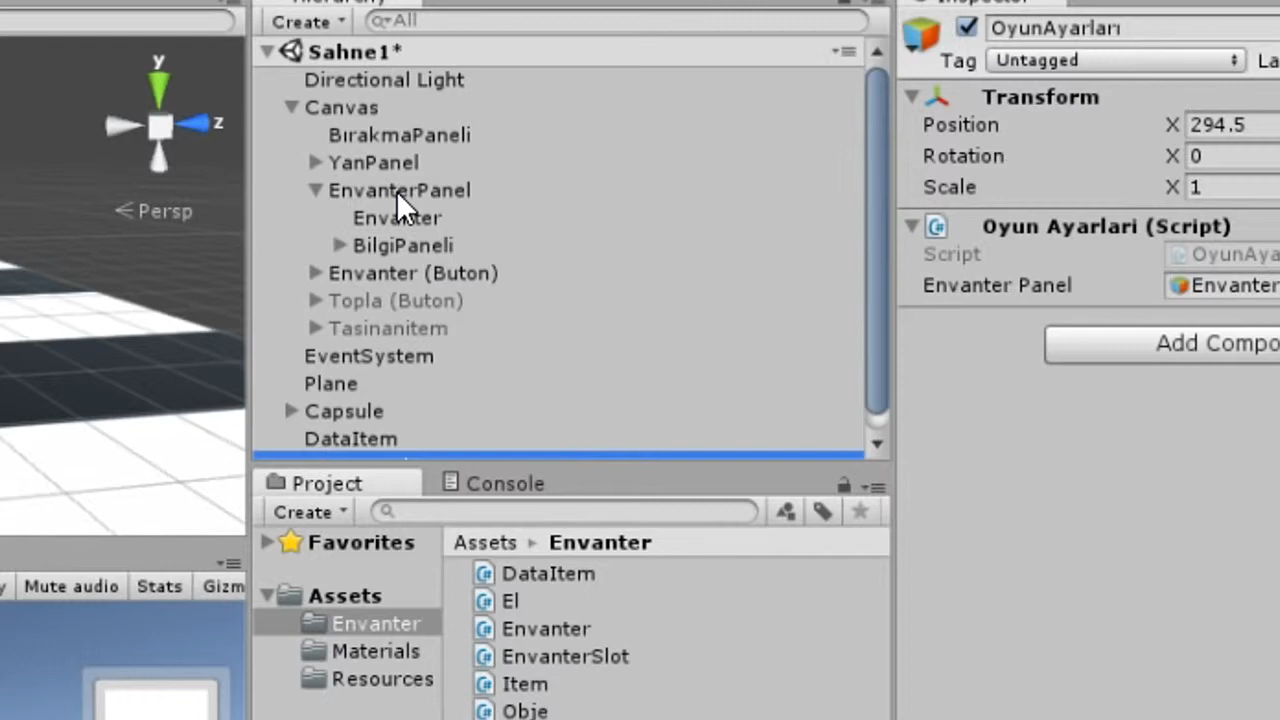 Create
All
Sahne1*
Directional Light
Canvas
BırakmaPaneli
YanPanel
EnvanterPanel
Envanter
BilgiPaneli
Envanter (Buton)
Topla (Buton)
Tasinanitem
EventSystem
Plane
Capsule
DataItem
y
z
Persp
Mute audio
Stats
Gizm
Project
Console
Create
Favorites
Assets
Envanter
Materials
Resources
Assets Envanter
DataItem
El
Envanter
EnvanterSlot
Item
Obje
Inspector
OyunAyarları
Tag
Untagged
La
Transform
Position X 294.5
Rotation X 0
Scale X 1
Oyun Ayarlari (Script)
Script OyunAya
Envanter Panel Envanter
Add Compo